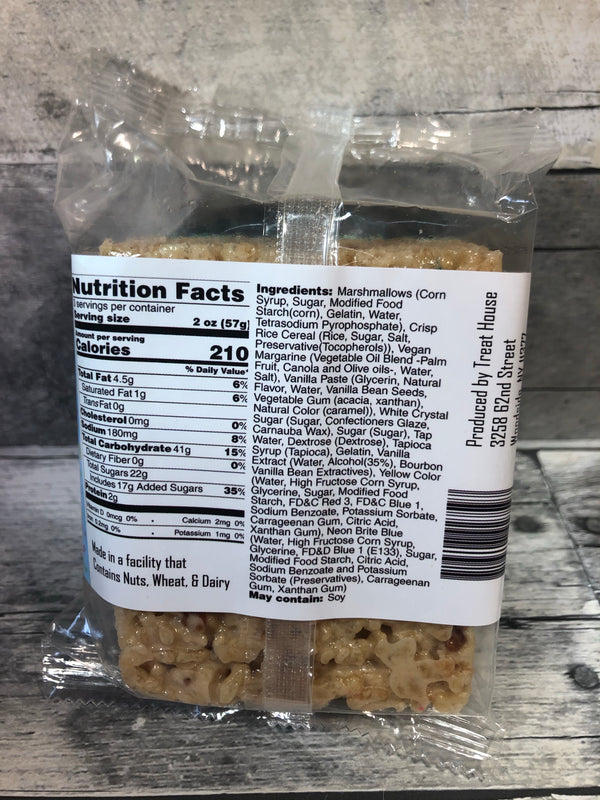 Nutrition Facts
servings per container
Serving size 2 oz (57g)
Amount per serving
Calories 210
% Daily Value*
Total Fat 4.5g 6%
Saturated Fat 1g 6%
Trans Fat 0g
Cholesterol 0mg 0%
Sodium 180mg 8%
Total Carbohydrate 41g 15%
Dietary Fiber 0g 0%
Total Sugars 22g
Includes 17g Added Sugars 35%
Protein 2g
Vitamin D 0mcg 0% • Calcium 2mg 0%
0.2mg 0% • Potassium 1mg 0%
Made in a facility that
Contains Nuts, Wheat, & Dairy
Ingredients: Marshmallows (Corn
Syrup, Sugar, Modified Food
Starch(corn), Gelatin, Water,
Tetrasodium Pyrophosphate), Crisp
Rice Cereal (Rice, Sugar, Salt,
Preservative(Tocopherols)), Vegan
Margarine (Vegetable Oil Blend -Palm
Fruit, Canola and Olive oils-, Water,
Salt), Vanilla Paste (Glycerin, Natural
Flavor, Water, Vanilla Bean Seeds,
Vegetable Gum (acacia, xanthan),
Natural Color (caramel)), White Crystal
Sugar (Sugar, Confectioners Glaze,
Carnauba Wax), Sugar (Sugar), Tap
Water, Dextrose (Dextrose), Tapioca
Syrup (Tapioca), Gelatin, Vanilla
Extract (Water, Alcohol(35%), Bourbon
Vanilla Bean Extractives), Yellow Color
(Water, High Fructose Corn Syrup,
Glycerine, Sugar, Modified Food
Starch, FD&C Red 3, FD&C Blue 1,
Sodium Benzoate, Potassium Sorbate,
Carrageenan Gum, Citric Acid,
Xanthan Gum), Neon Brite Blue
(Water, High Fructose Corn Syrup,
Glycerine, FD&D Blue 1 (E133), Sugar,
Modified Food Starch, Citric Acid,
Sodium Benzoate and Potassium
Sorbate (Preservatives), Carrageenan
Gum, Xanthan Gum)
May contain: Soy
Produced by Treat House
3258 62nd Street
Woodside, NY 11377